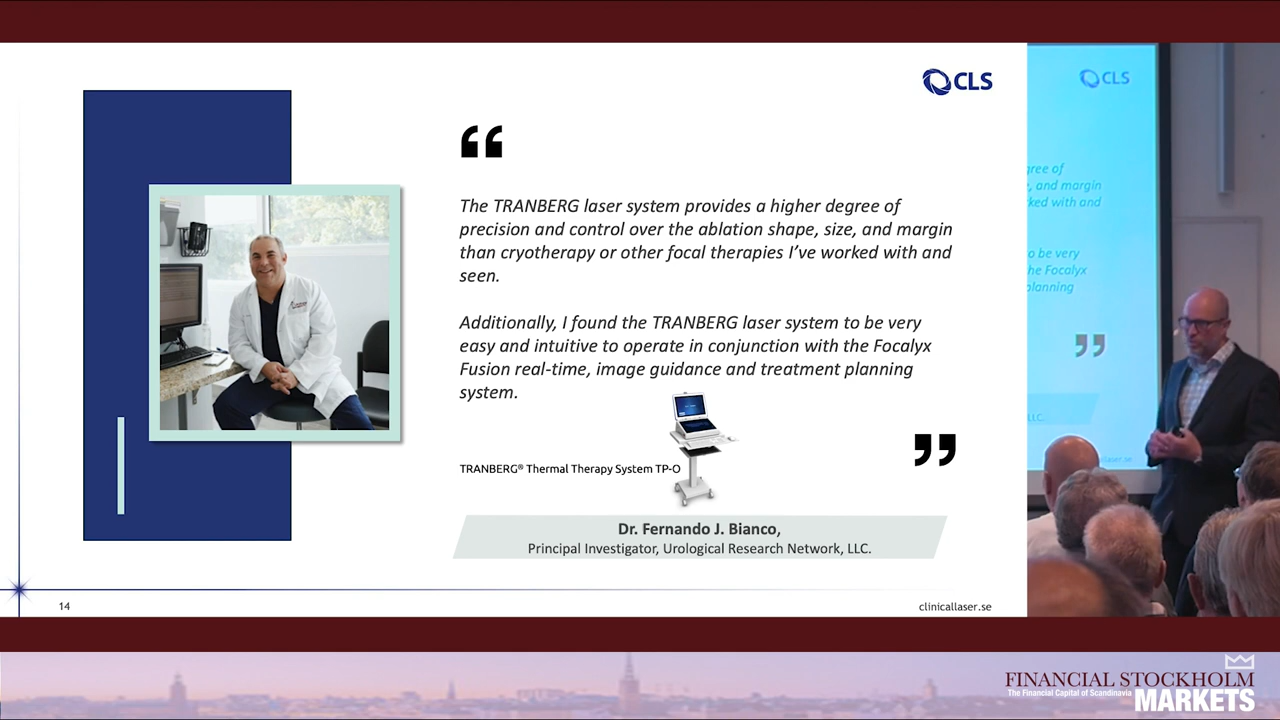 CLS
“
The TRANBERG laser system provides a higher degree of
precision and control over the ablation shape, size, and margin
than cryotherapy or other focal therapies I’ve worked with and
seen.
Additionally, I found the TRANBERG laser system to be very
easy and intuitive to operate in conjunction with the Focalyx
Fusion real-time, image guidance and treatment planning
system.
”
TRANBERG® Thermal Therapy System TP-O
Dr. Fernando J. Bianco,
Principal Investigator, Urological Research Network, LLC.
14
clinicallaser.se
CLS
gree of
, and margin
ked with and
o be very
he Focalyx
planning
”
LLC.
allaser.se
FINANCIAL STOCKHOLM
The Financial Capital of Scandinavia
MARKETS